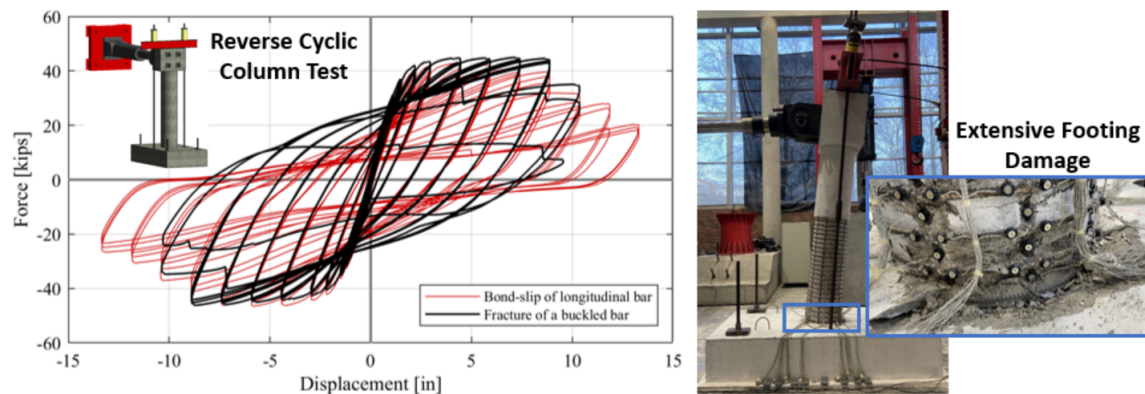 60
40
20
0
-20
-40
-60
Force [kips]
Reverse Cyclic
Column Test
Bond-slip of longitudinal bar
Fracture of a buckled bar
-15
-10
-5
0
5
10
15
Displacement [in]
Extensive Footing
Damage